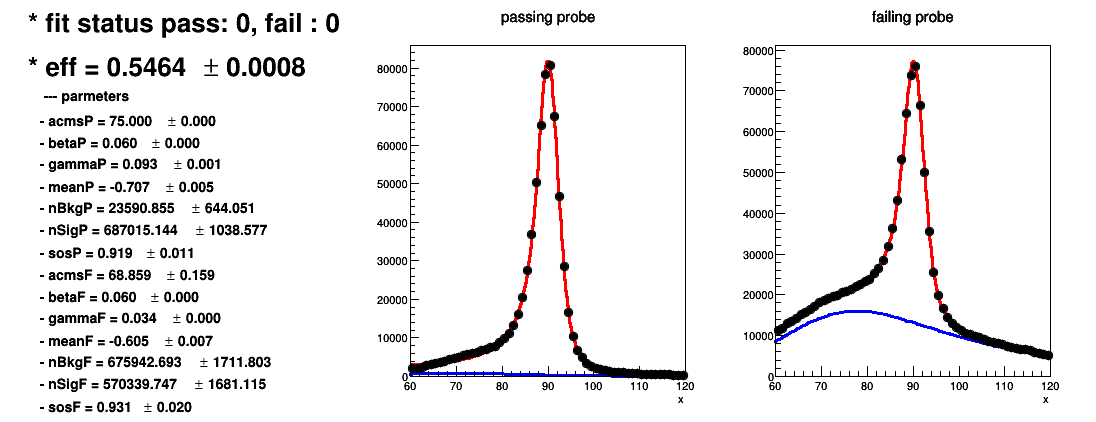 * fit status pass: 0, fail : 0
* eff = 0.5464 ± 0.0008
--- parmeters
- acmsP = 75.000 ± 0.000
- betaP = 0.060 ± 0.000
- gammaP = 0.093 ± 0.001
- meanP = -0.707 ± 0.005
- nBkgP = 23590.855 ± 644.051
- nSigP = 687015.144 ± 1038.577
- sosP = 0.919 ± 0.011
- acmsF = 68.859 ± 0.159
- betaF = 0.060 ± 0.000
- gammaF = 0.034 ± 0.000
- meanF = -0.605 ± 0.007
- nBkgF = 675942.693 ± 1711.803
- nSigF = 570339.747 ± 1681.115
- sosF = 0.931 ± 0.020
passing probe
80000
70000
60000
50000
40000
30000
20000
10000
0
60 70 80 90 100 110 120
x
failing probe
80000
70000
60000
50000
40000
30000
20000
10000
0
60 70 80 90 100 110 120
x